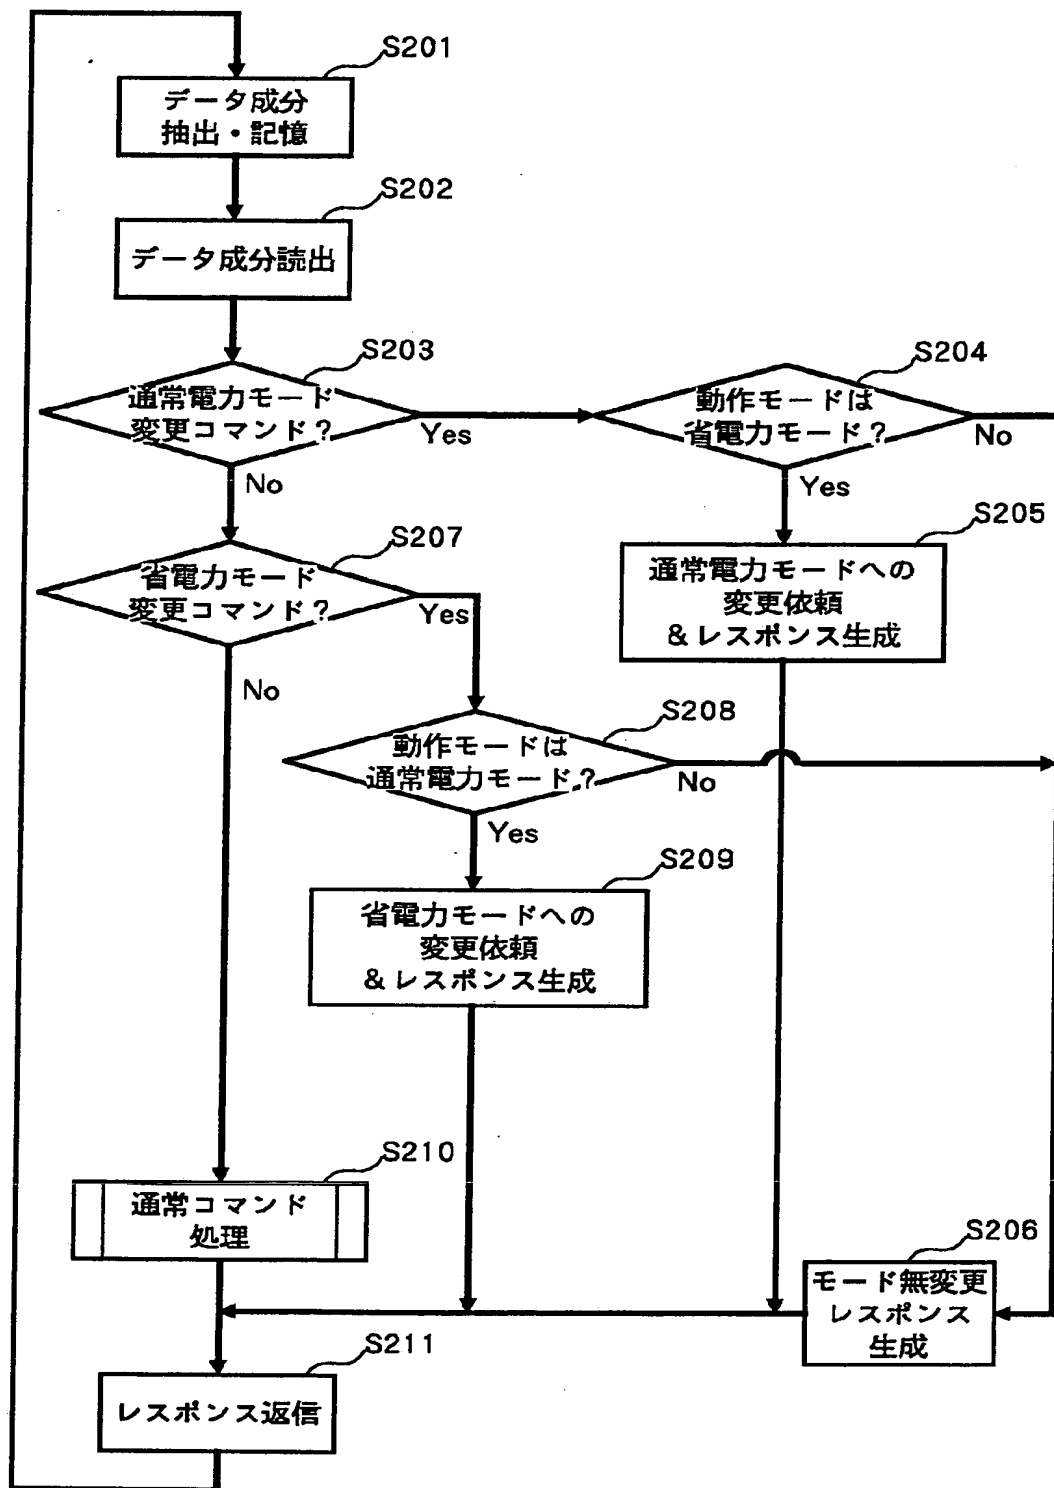 S201
データ成分
抽出・記憶
S202
データ成分読出
S203
通常電力モード
変更コマンド?
Yes
No
S204
動作モードは
省電力モード?
No
Yes
S205
通常電力モードへの
変更依頼
&レスポンス生成
S207
省電力モード
変更コマンド?
Yes
No
S208
動作モードは
通常電力モード?
No
Yes
S209
省電力モードへの
変更依頼
&レスポンス生成
S210
通常コマンド
処理
S206
モード無変更
レスポンス
生成
S211
レスポンス返信